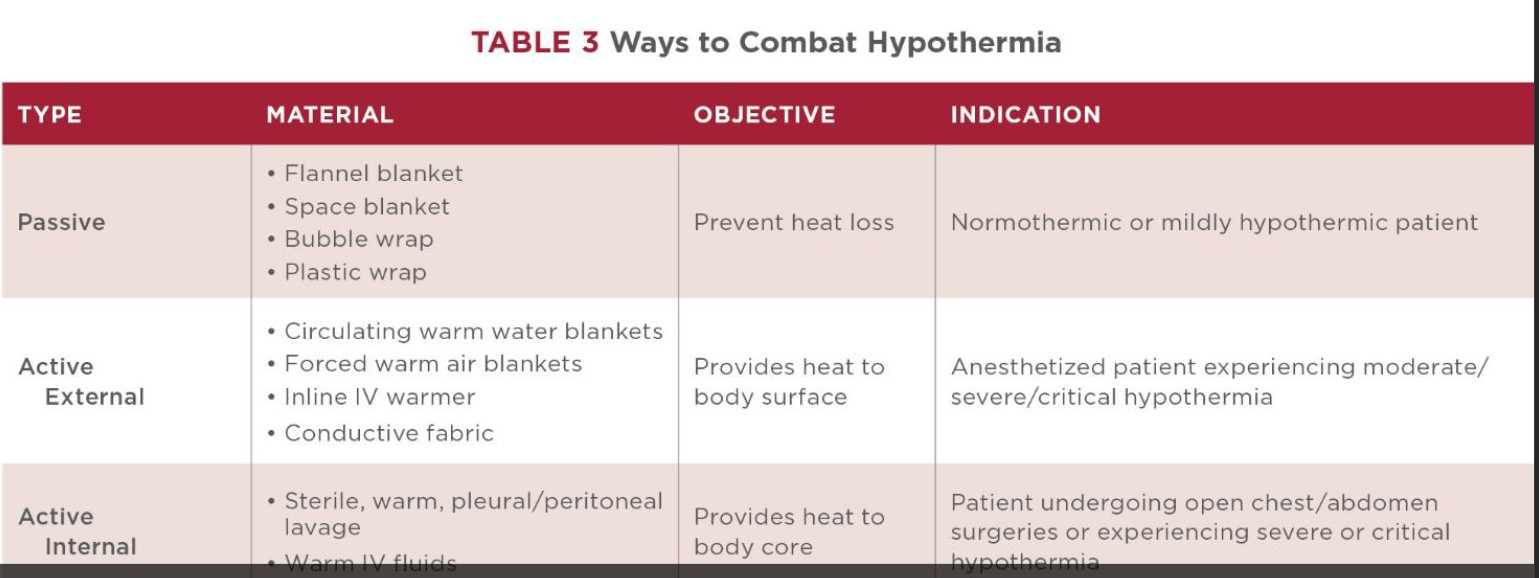 TABLE 3 Ways to Combat Hypothermia
TYPE
MATERIAL
OBJECTIVE
INDICATION
Passive
• Flannel blanket
• Space blanket
• Bubble wrap
• Plastic wrap
Prevent heat loss
Normothermic or mildly hypothermic patient
Active
External
• Circulating warm water blankets
• Forced warm air blankets
• Inline IV warmer
• Conductive fabric
Provides heat to
body surface
Anesthetized patient experiencing moderate/
severe/critical hypothermia
Active
Internal
• Sterile, warm, pleural/peritoneal
lavage
• Warm IV fluids
Provides heat to
body core
Patient undergoing open chest/abdomen
surgeries or experiencing severe or critical
hypothermia